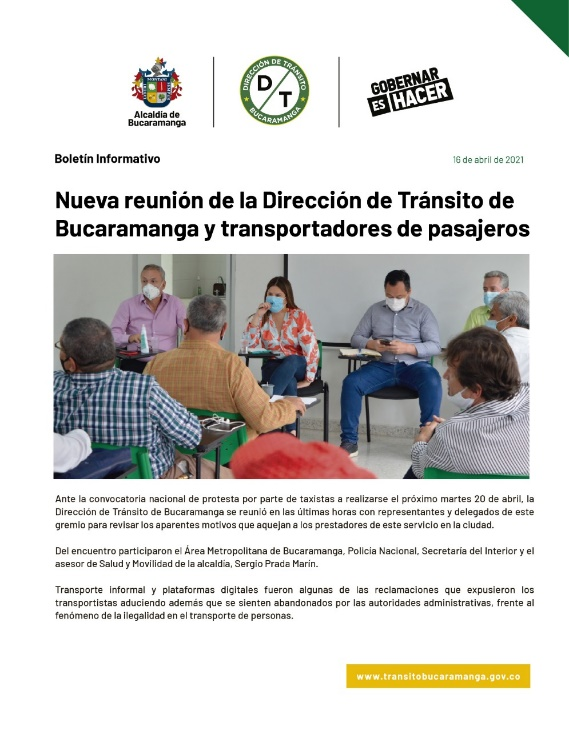 Alcaldía de
Bucaramanga
DIRECCIÓN DE TRÁNSITO
D/T
BUCARAMANGA
GOBERNAR
ES HACER
Boletín Informativo
16 de abril de 2021
Nueva reunión de la Dirección de Tránsito de
Bucaramanga y transportadores de pasajeros
Ante la convocatoria nacional de protesta por parte de taxistas a realizarse el próximo martes 20 de abril, la
Dirección de Tránsito de Bucaramanga se reunió en las últimas horas con representantes y delegados de este
gremio para revisar los aparentes motivos que aquejan a los prestadores de este servicio en la ciudad.
Del encuentro participaron el Área Metropolitana de Bucaramanga, Policía Nacional, Secretaría del Interior y el
asesor de Salud y Movilidad de la alcaldía, Sergio Prada Marín.
Transporte informal y plataformas digitales fueron algunas de las reclamaciones que expusieron los
transportistas aduciendo además que se sienten abandonados por las autoridades administrativas, frente al
fenómeno de la ilegalidad en el transporte de personas.
www.transitobucaramanga.gov.co